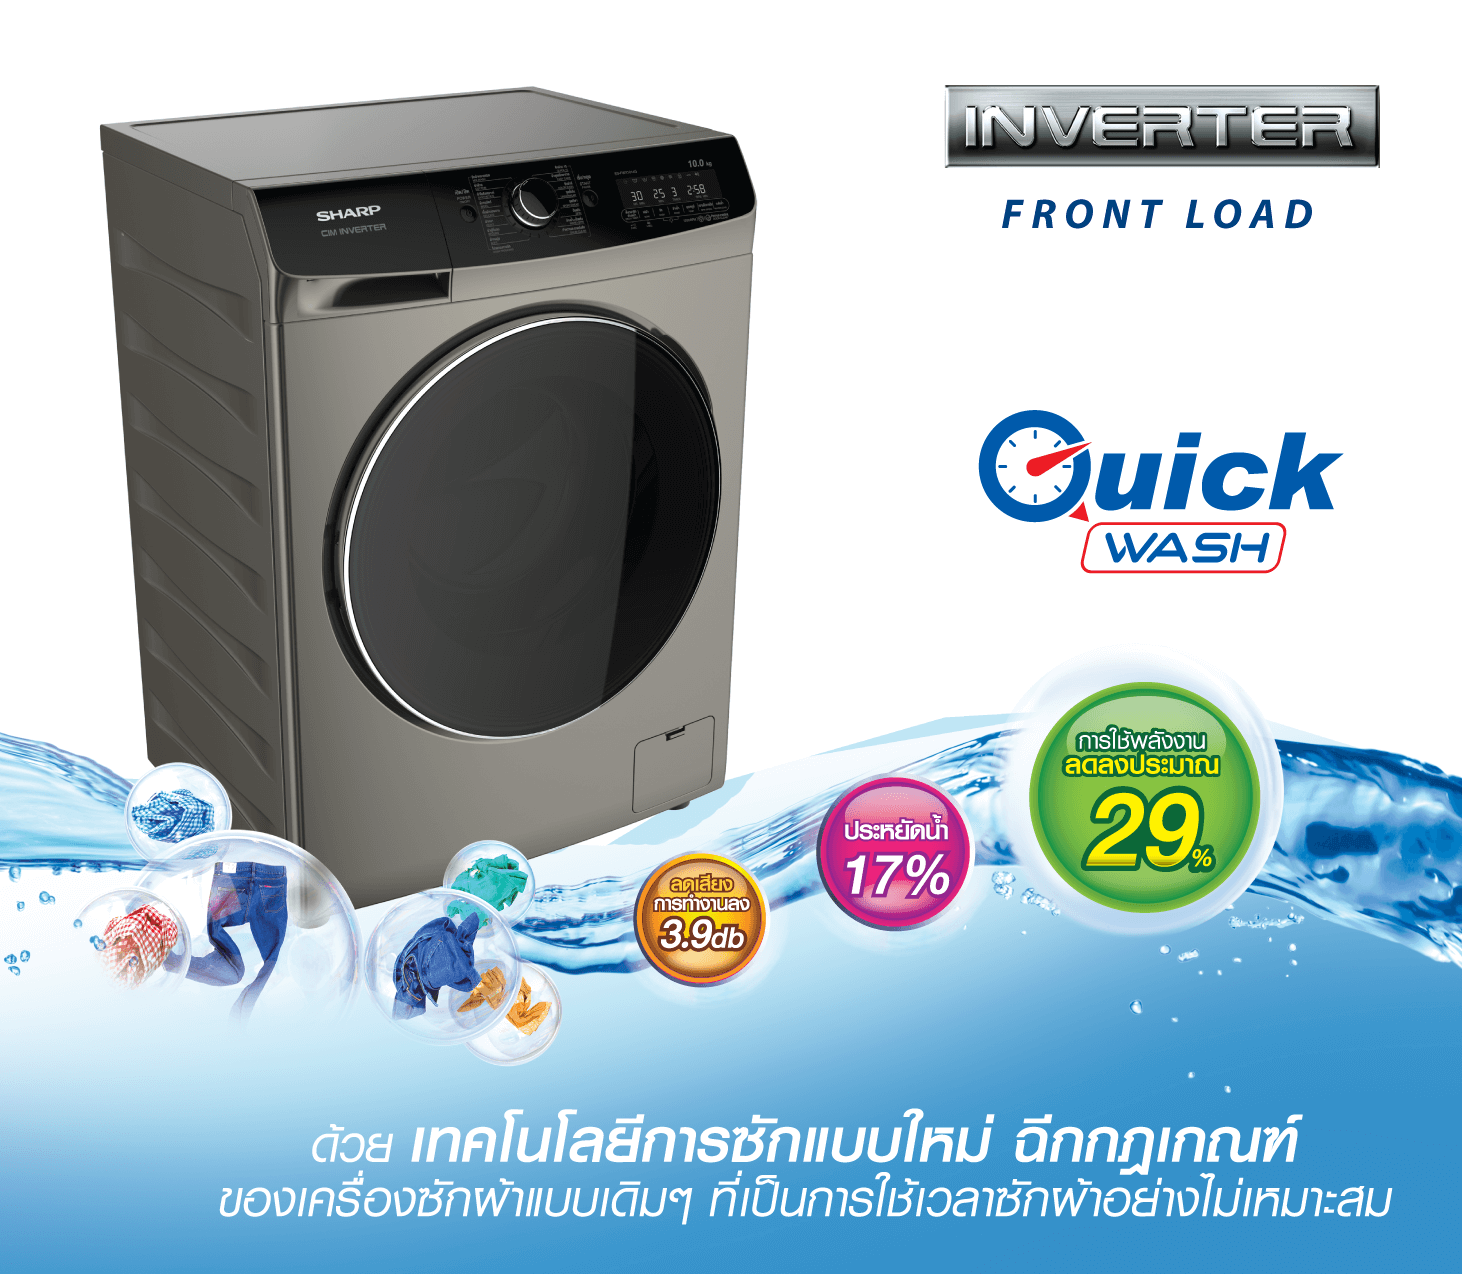 INVERTER
FRONT LOAD
SHARP
CIM INVERTER
10.0 kg
30 25 3 2:58
Quick
WASH
การใช้พลังงาน
ลดลงประมาณ
29%
ประหยัดน้ำ
17%
ลดเสียง
การทำงานลง
3.9db
ด้วย เทคโนโลยีการซักแบบใหม่ ฉีกกฎเกณฑ์
ของเครื่องซักผ้าแบบเดิมๆ ที่เป็นการใช้เวลาซักผ้าอย่างไม่เหมาะสม